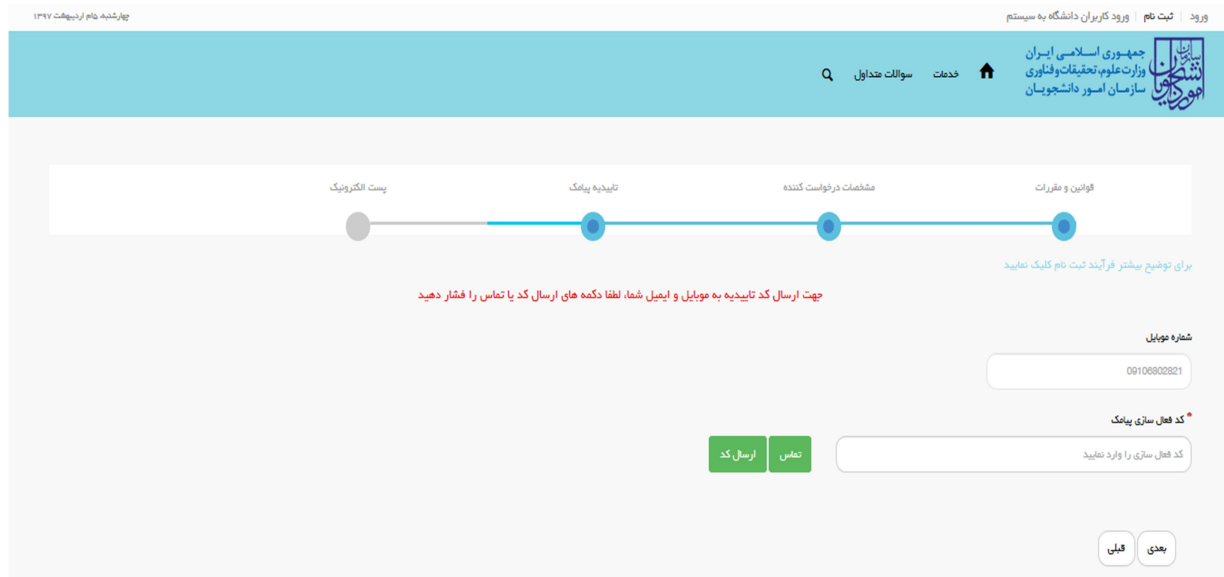 ورود | ثبت نام | ورود کاربران دانشگاه به سیستم
چهارشنبه، ۵ام اردیبهشت ۱۳۹۷
سازمان امور دانشجویان
جمهوری اسلامی ایران
وزارت علوم، تحقیقات و فناوری
سازمان امور دانشجویان
خدمات
سوالات متداول
قوانین و مقررات
مشخصات درخواست کننده
تاییدیه پیامک
پست الکترونیک
برای توضیح بیشتر فرآیند ثبت نام کلیک نمایید
جهت ارسال کد تاییدیه به موبایل و ایمیل شما، لطفا دکمه های ارسال کد یا تماس را فشار دهید
شماره موبایل
09106802821
* کد فعال سازی پیامک
کد فعال سازی را وارد نمایید
تماس
ارسال کد
بعدی
قبلی